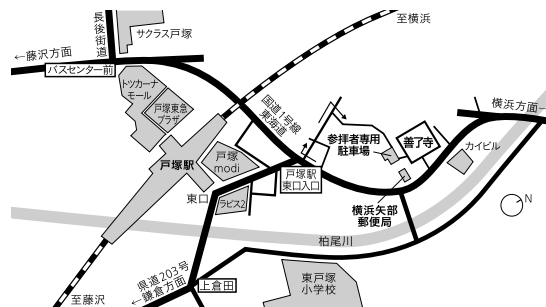 長後街道
サクラス戸塚
至横浜
←藤沢方面
バスセンター前
トツカーナ
モール
戸塚東急
プラザ
国道1号線
東海道
横浜方面→
参拝者専用
駐車場
善了寺
カイビル
戸塚駅
戸塚
modi
戸塚駅
東口入口
東口
ラピス2
横浜矢部
郵便局
N
柏尾川
県道203号
←鎌倉方面
上倉田
東戸塚
小学校
至藤沢